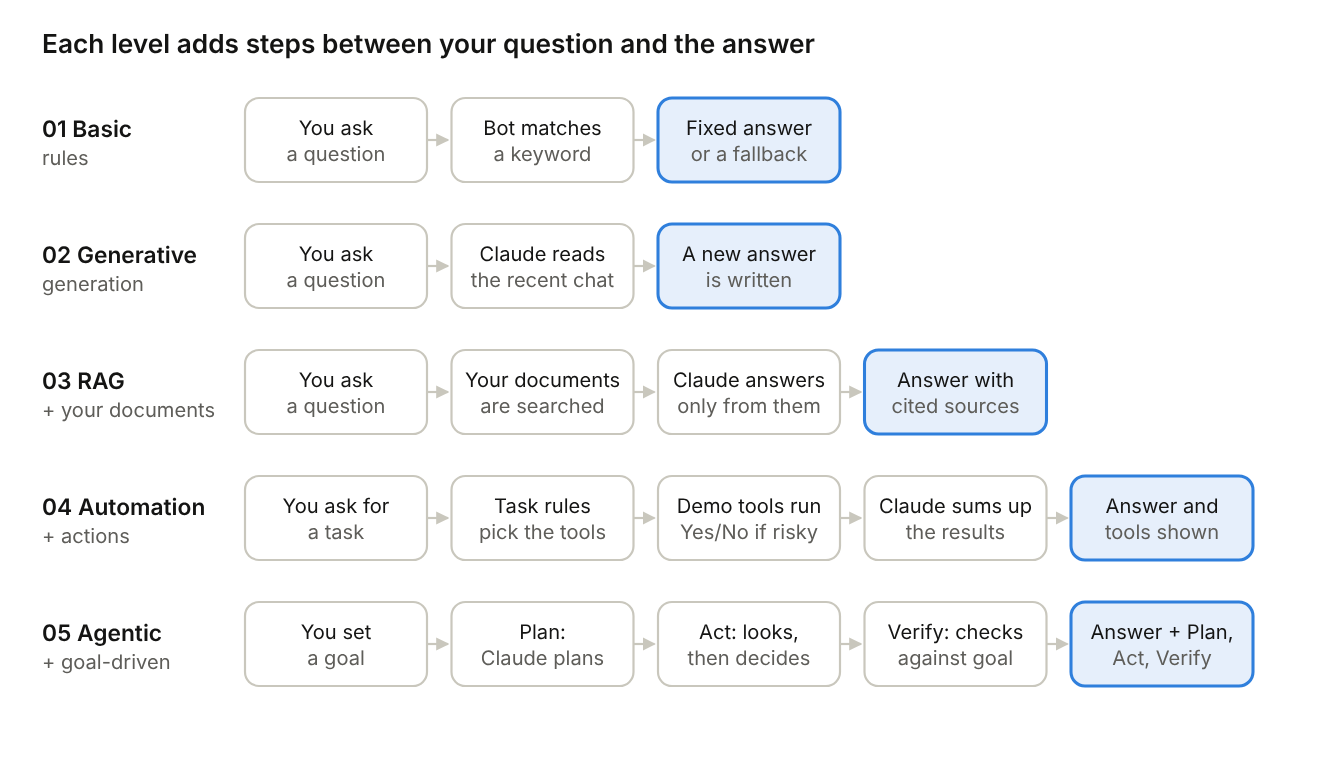 Each level adds steps between your question and the answer
01 Basic
rules
You ask
a question
Bot matches
a keyword
Fixed answer
or a fallback
02 Generative
generation
You ask
a question
Claude reads
the recent chat
A new answer
is written
03 RAG
+ your documents
You ask
a question
Your documents
are searched
Claude answers
only from them
Answer with
cited sources
04 Automation
+ actions
You ask for
a task
Task rules
pick the tools
Demo tools run
Yes/No if risky
Claude sums up
the results
Answer and
tools shown
05 Agentic
+ goal-driven
You set
a goal
Plan:
Claude plans
Act: looks,
then decides
Verify: checks
against goal
Answer + Plan,
Act, Verify